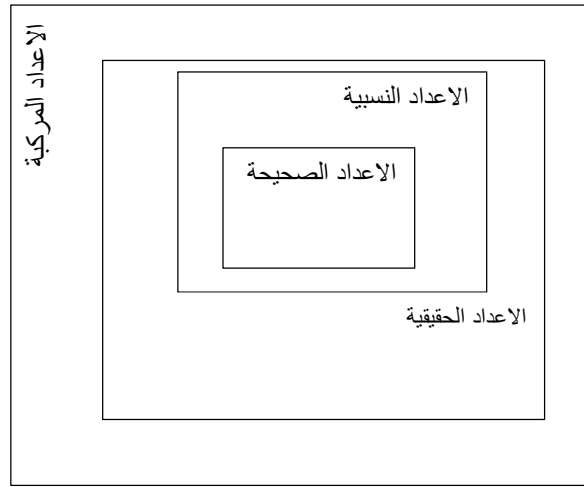 الاعداد المركبة
الاعداد النسبية
الاعداد الصحيحة
الاعداد الحقيقية